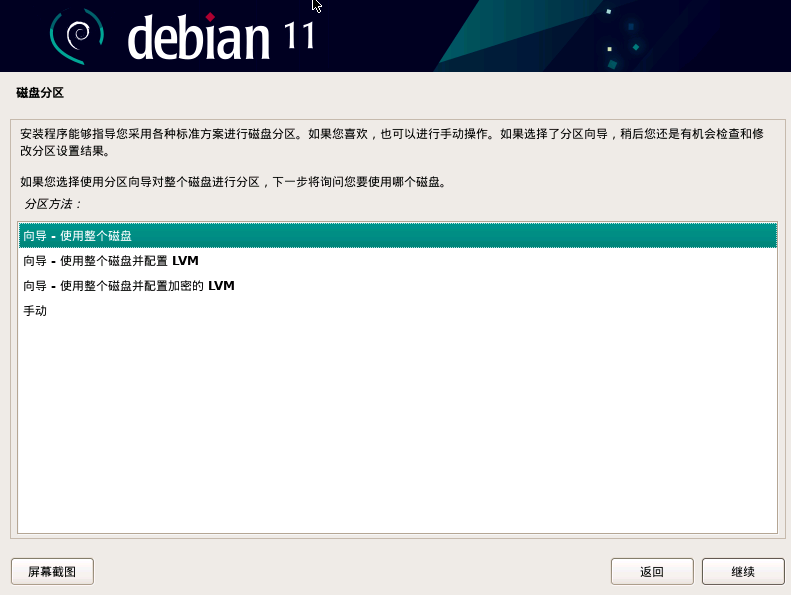 debian 11
磁盘分区
安装程序能够指导您采用各种标准方案进行磁盘分区。如果您喜欢，也可以进行手动操作。如果选择了分区向导，稍后您还是有机会检查和修
改分区设置结果。
如果您选择使用分区向导对整个磁盘进行分区，下一步将询问您要使用哪个磁盘。
分区方法：
向导 - 使用整个磁盘
向导 - 使用整个磁盘并配置 LVM
向导 - 使用整个磁盘并配置加密的 LVM
手动
屏幕截图
返回
继续